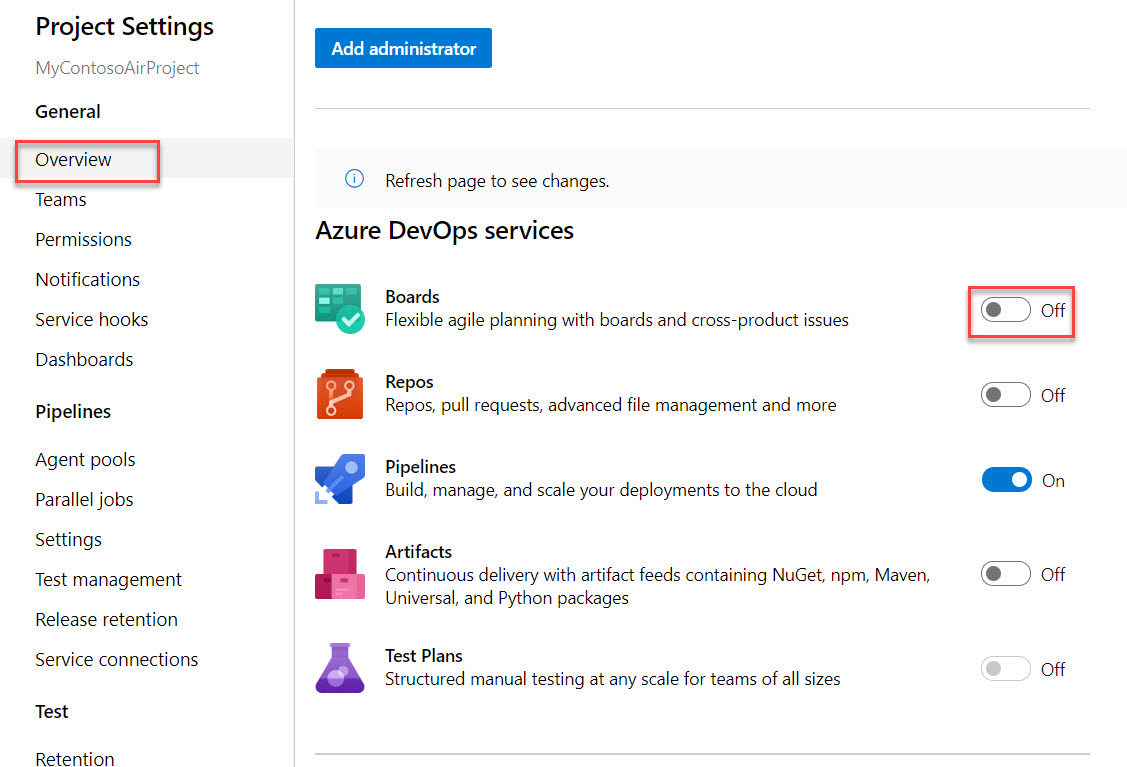 Project Settings
MyContosoAirProject
General
Overview
Teams
Permissions
Notifications
Service hooks
Dashboards
Pipelines
Agent pools
Parallel jobs
Settings
Test management
Release retention
Service connections
Test
Retention
Add administrator
Refresh page to see changes.
Azure DevOps services
Boards
Flexible agile planning with boards and cross-product issues
Off
Repos
Repos, pull requests, advanced file management and more
Off
Pipelines
Build, manage, and scale your deployments to the cloud
On
Artifacts
Continuous delivery with artifact feeds containing NuGet, npm, Maven,
Universal, and Python packages
Off
Test Plans
Structured manual testing at any scale for teams of all sizes
Off